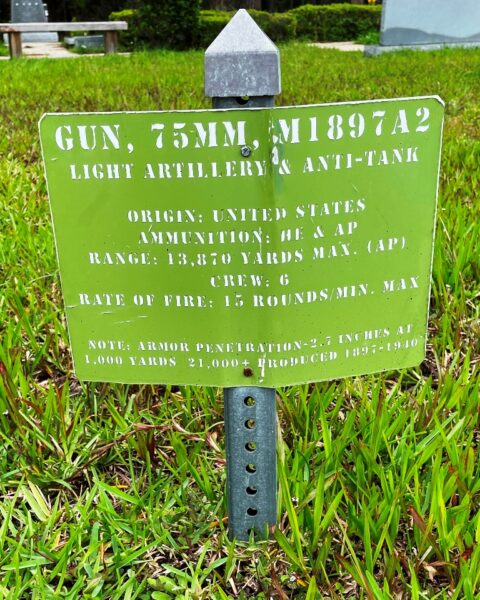 GUN, 75MM, M1897A2
LIGHT ARTILLERY & ANTI-TANK
ORIGIN: UNITED STATES
AMMUNITION: HE & AP
RANGE: 13,870 YARDS MAX. (AP)
CREW: 6
RATE OF FIRE: 15 ROUNDS/MIN. MAX
NOTE: ARMOR PENETRATION-2.7 INCHES AT
1,000 YARDS 21,000+ PRODUCED 1897-1940